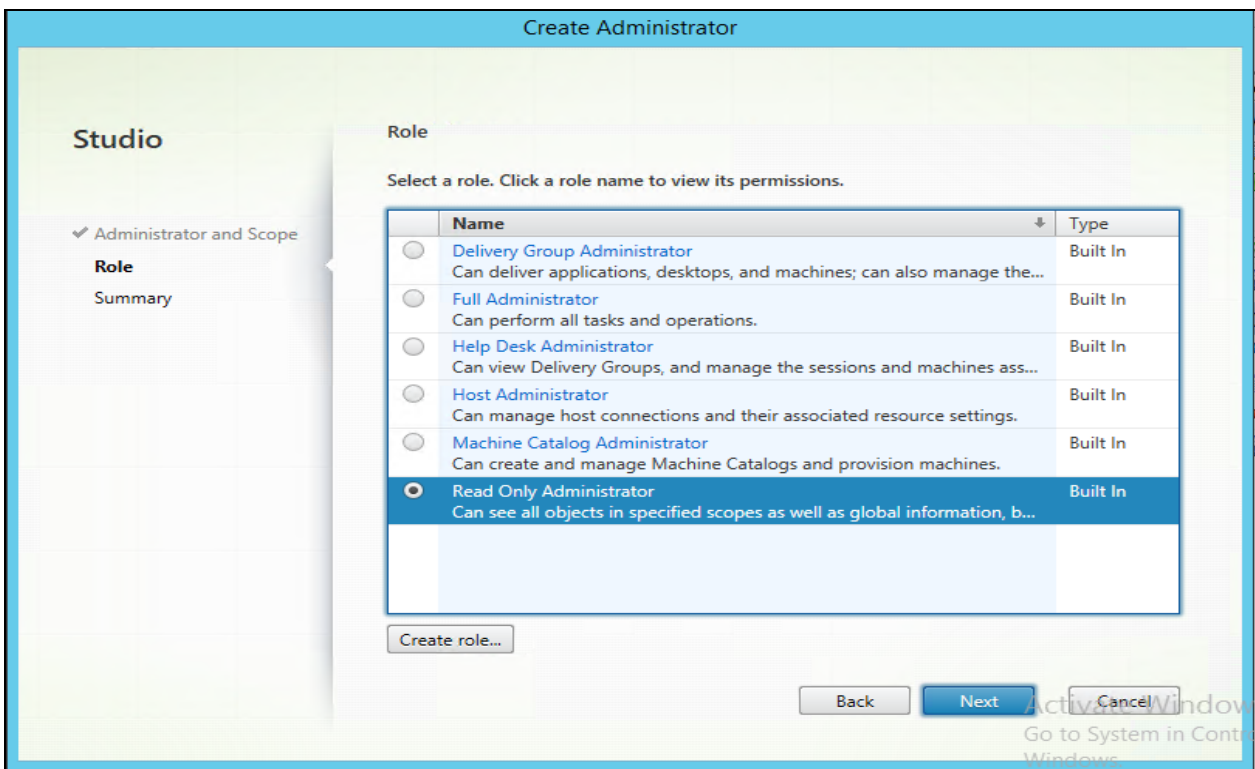 Create Administrator
Studio
Administrator and Scope
Role
Summary
Role
Select a role. Click a role name to view its permissions.
Name Type
Delivery Group Administrator Built In
Can deliver applications, desktops, and machines; can also manage the...
Full Administrator Built In
Can perform all tasks and operations.
Help Desk Administrator Built In
Can view Delivery Groups, and manage the sessions and machines ass...
Host Administrator Built In
Can manage host connections and their associated resource settings.
Machine Catalog Administrator Built In
Can create and manage Machine Catalogs and provision machines.
Read Only Administrator Built In
Can see all objects in specified scopes as well as global information, b...
Create role...
Back Next Cancel
Activate Window
Go to System in Contr
Windows.